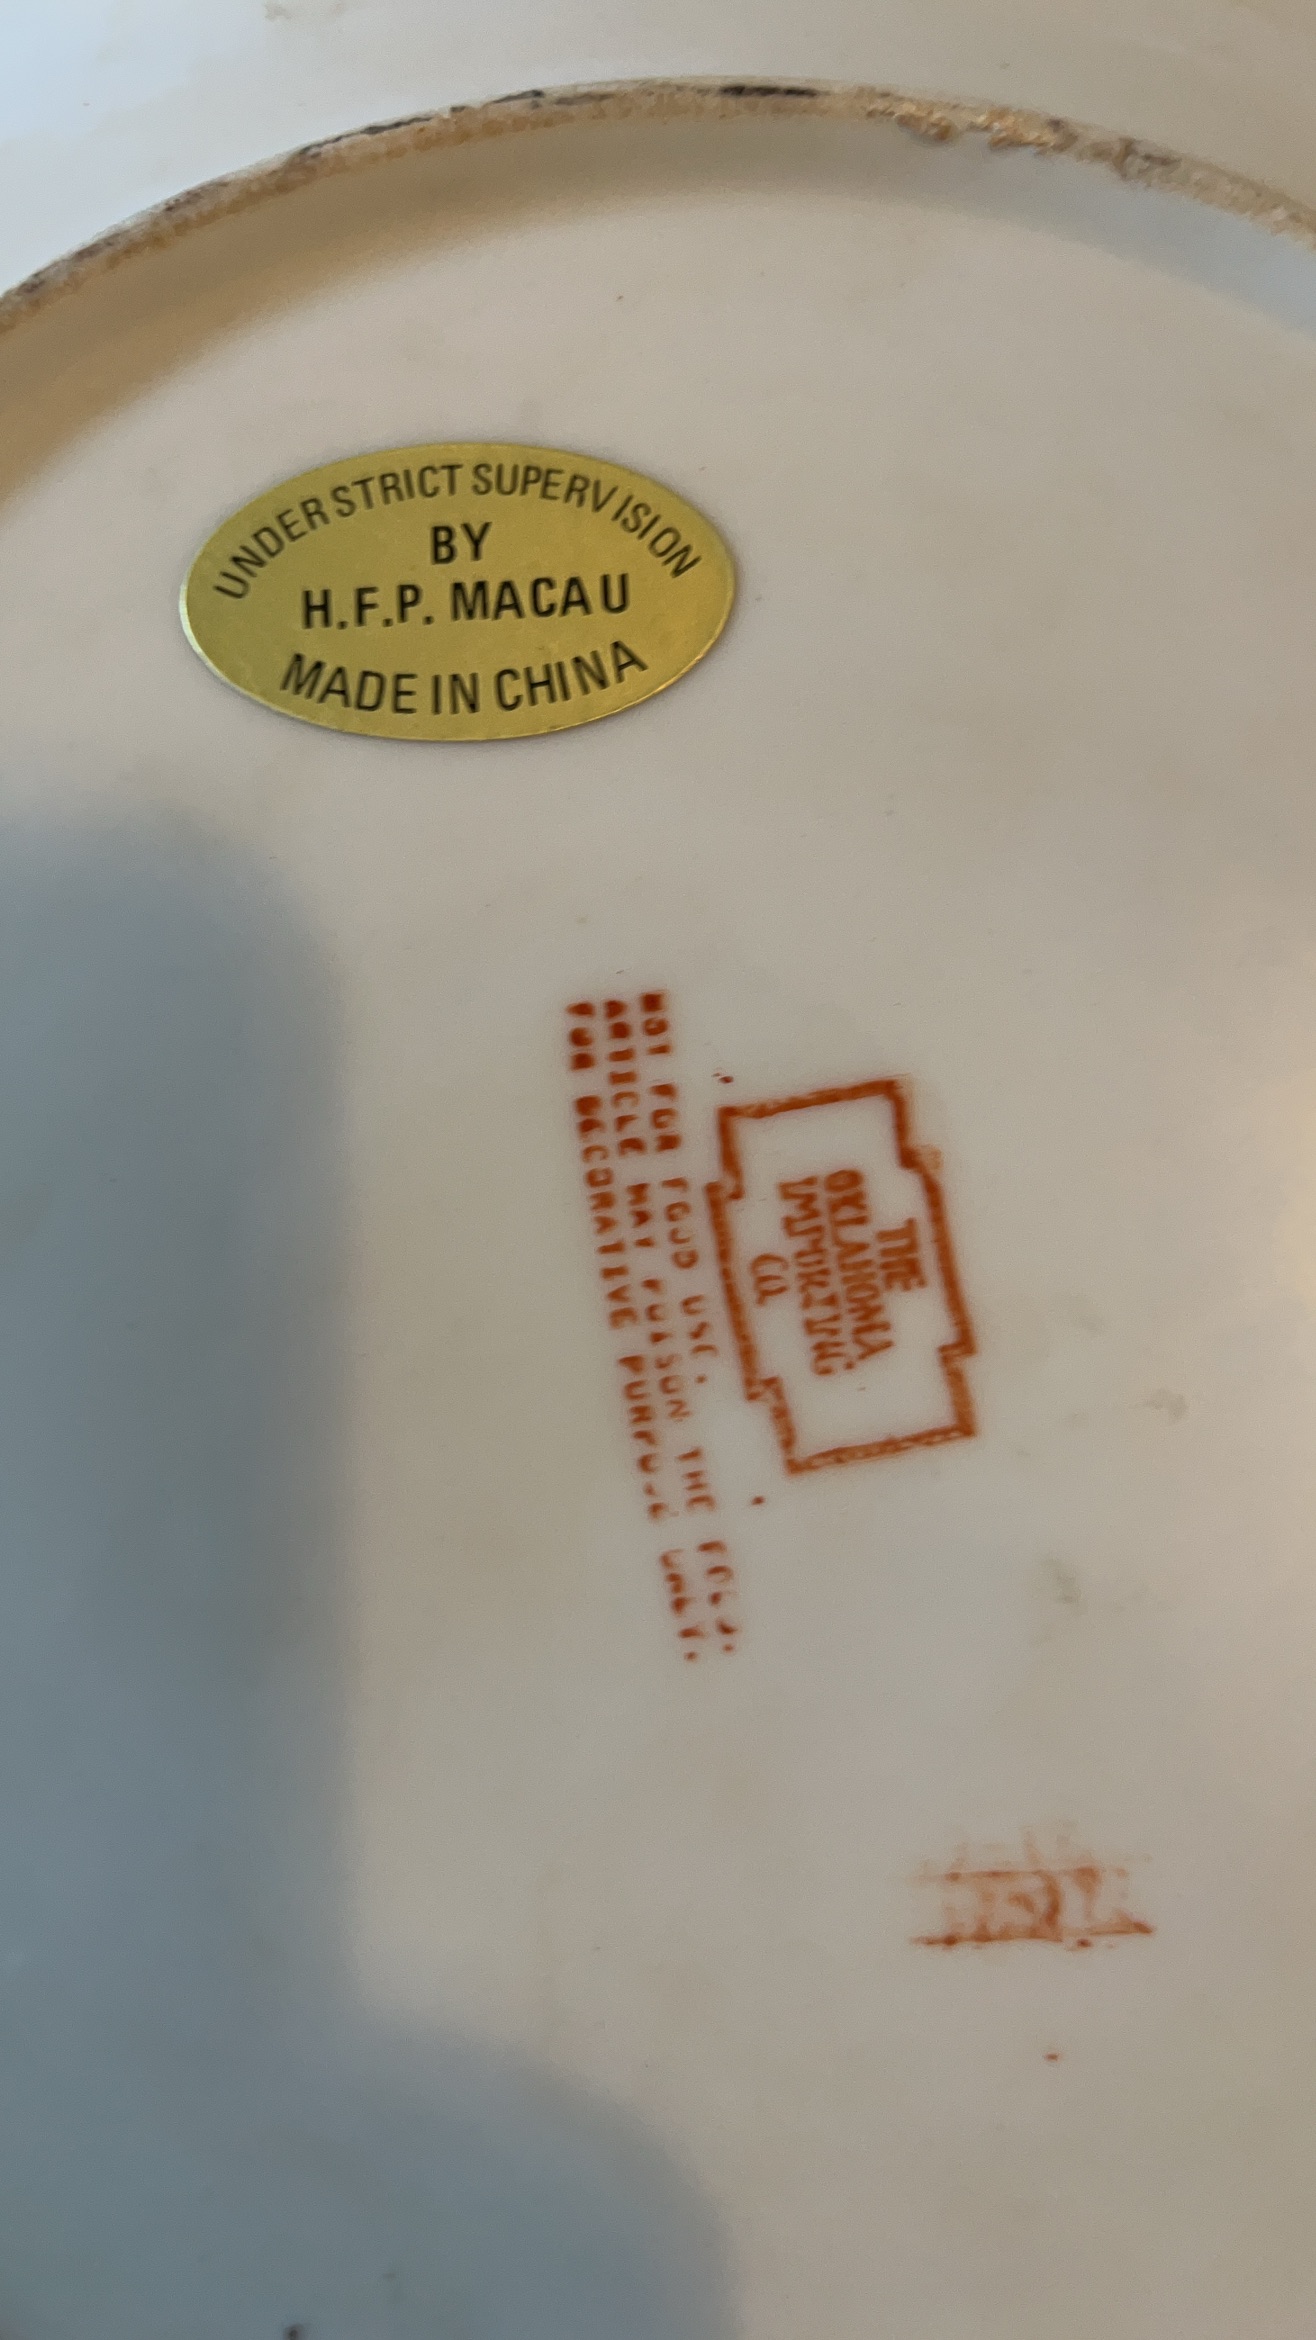 UNDER STRICT SUPERVISION
BY
H.F.P. MACAU
MADE IN CHINA
THE
OKLAHOMA
IMPORTING
CO
NOT FOR FOOD USE.
ARTICLE MAY POISON THE FOOD.
FOR DECORATIVE PURPOSE ONLY.